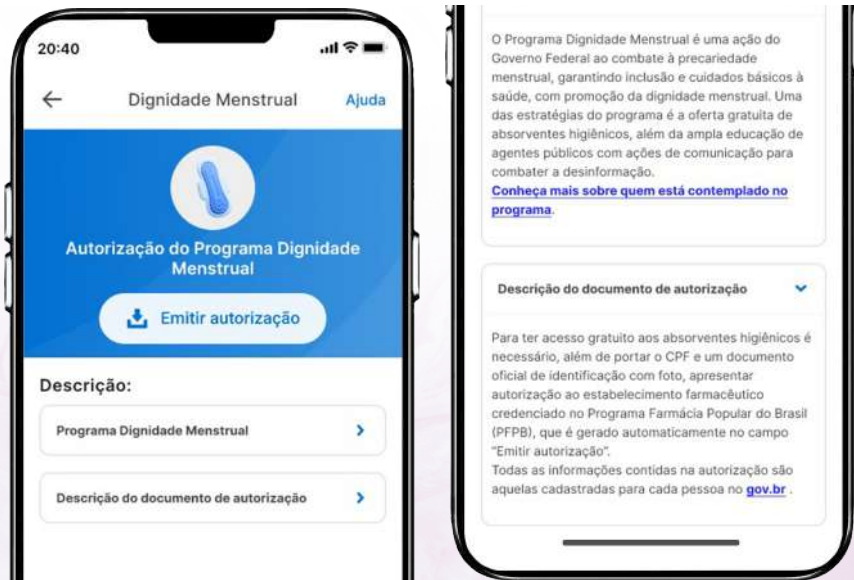 20:40
Dignidade Menstrual
Ajuda
Autorização do Programa Dignidade
Menstrual
Emitir autorização
Descrição:
Programa Dignidade Menstrual
Descrição do documento de autorização
O Programa Dignidade Menstrual é uma ação do
Governo Federal ao combate à precariedade
menstrual, garantindo inclusão e cuidados básicos à
saúde, com promoção da dignidade menstrual. Uma
das estratégias do programa é a oferta gratuita de
absorventes higiênicos, além da ampla educação de
agentes públicos com ações de comunicação para
combater a desinformação.
Conheça mais sobre quem está contemplado no
programa.
Descrição do documento de autorização
Para ter acesso gratuito aos absorventes higiênicos é
necessário, além de portar o CPF e um documento
oficial de identificação com foto, apresentar
autorização ao estabelecimento farmacêutico
credenciado no Programa Farmácia Popular do Brasil
(PFPB), que é gerado automaticamente no campo
"Emitir autorização".
Todas as informações contidas na autorização são
aquelas cadastradas para cada pessoa no gov.br .